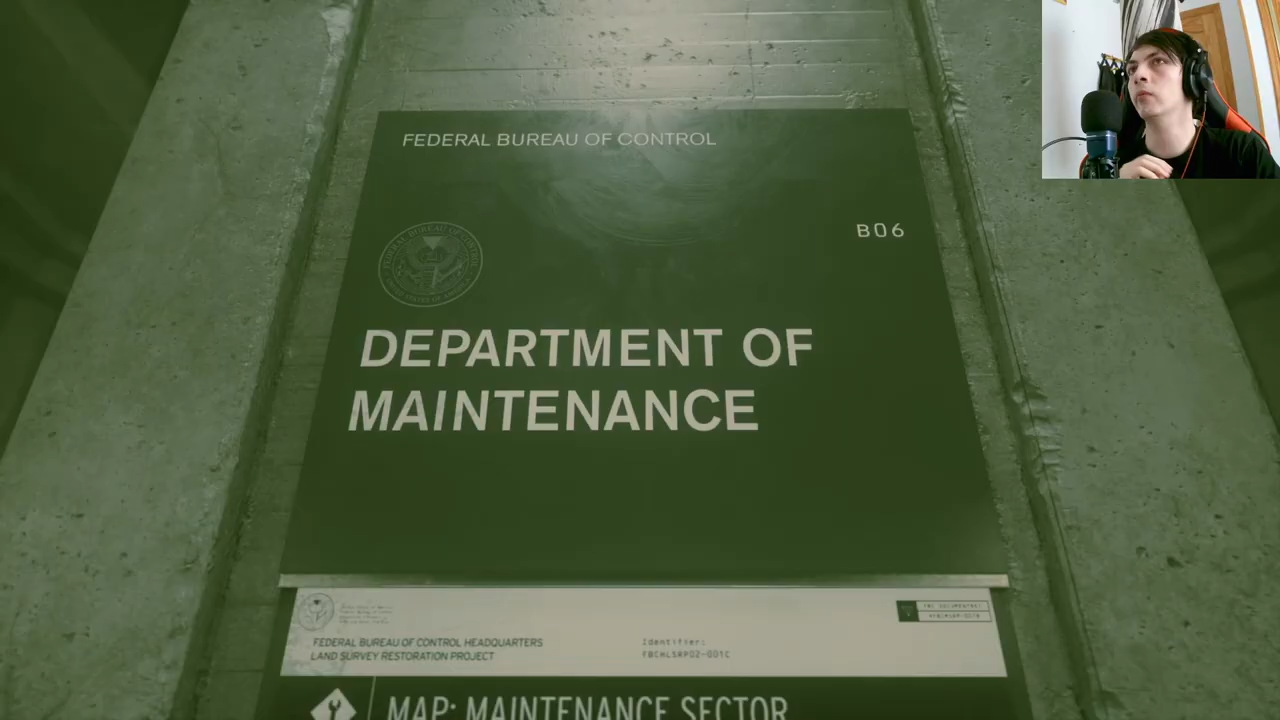 FEDERAL BUREAU OF CONTROL
B06
DEPARTMENT OF
MAINTENANCE
FEDERAL BUREAU OF CONTROL HEADQUARTERS
LAND SURVEY RESTORATION PROJECT
Identifier:
FBCHLSRP02-001C
MAP: MAINTENANCE SECTOR